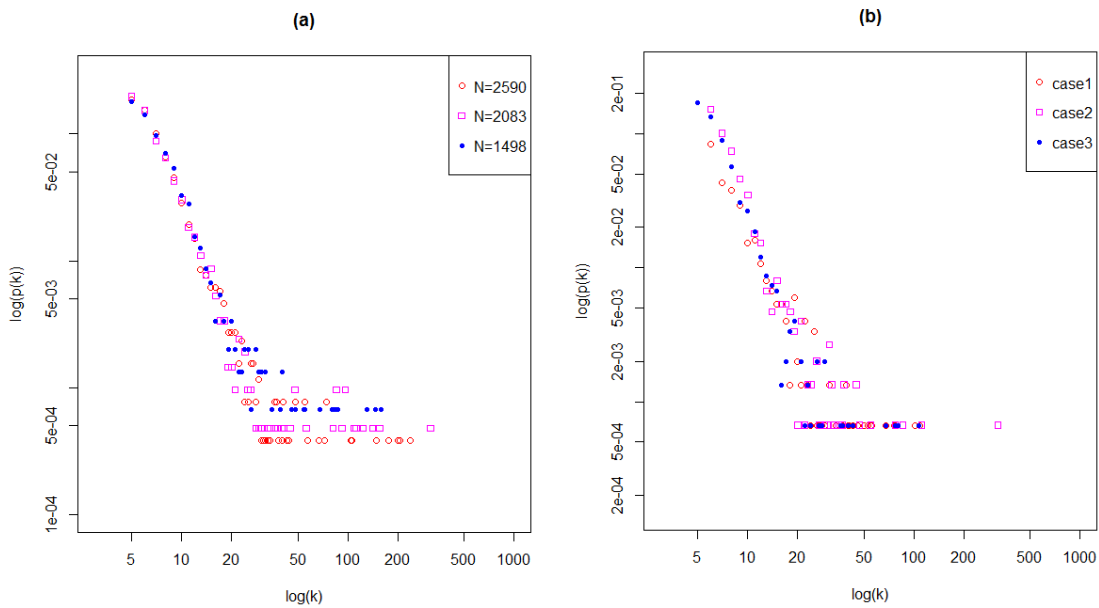 (a)
N=2590
N=2083
N=1498
5e-02
5e-03
5e-04
1e-04
log(p(k))
5 10 20 50 100 200 500 1000
log(k)
(b)
case1
case2
case3
2e-01
5e-02
2e-02
5e-03
2e-03
5e-04
2e-04
log(p(k))
5 10 20 50 100 200 500 1000
log(k)